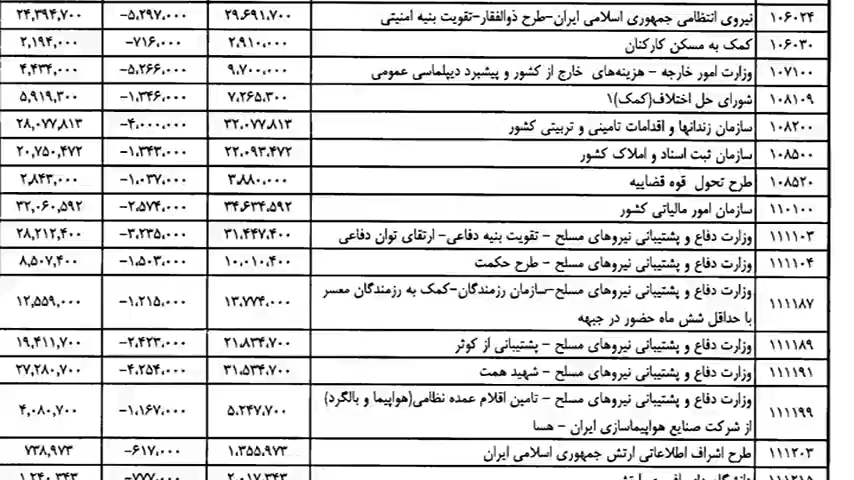 ۱۰۶۰۲۴ نیروی انتظامی جمهوری اسلامی ایران-طرح ذوالفقار-تقویت بنیه امنیتی ۲۹,۶۹۱,۷۰۰ -۵,۲۹۷,۰۰۰ ۲۴,۳۹۴,۷۰۰
۱۰۶۰۳۰ کمک به مسکن کارکنان ۲,۹۱۰,۰۰۰ -۷۱۶,۰۰۰ ۲,۱۹۴,۰۰۰
۱۰۷۱۰۰ وزارت امور خارجه - هزینه‌های خارج از کشور و پیشبرد دیپلماسی عمومی ۹,۷۰۰,۰۰۰ -۵,۲۶۶,۰۰۰ ۴,۴۳۴,۰۰۰
۱۰۸۱۰۹ شورای حل اختلاف(کمک)۱ ۷,۲۶۵,۳۰۰ -۱,۳۴۶,۰۰۰ ۵,۹۱۹,۳۰۰
۱۰۸۲۰۰ سازمان زندانها و اقدامات تامینی و تربیتی کشور ۳۲,۰۷۷,۸۱۳ -۴,۰۰۰,۰۰۰ ۲۸,۰۷۷,۸۱۳
۱۰۸۵۰۰ سازمان ثبت اسناد و املاک کشور ۲۲,۰۹۳,۴۷۲ -۱,۳۴۳,۰۰۰ ۲۰,۷۵۰,۴۷۲
۱۰۸۵۲۰ طرح تحول قوه قضاییه ۳,۸۸۰,۰۰۰ -۱,۰۳۷,۰۰۰ ۲,۸۴۳,۰۰۰
۱۱۰۱۰۰ سازمان امور مالیاتی کشور ۳۴,۶۳۴,۵۹۲ -۲,۵۷۴,۰۰۰ ۳۲,۰۶۰,۵۹۲
۱۱۱۱۰۳ وزارت دفاع و پشتیبانی نیروهای مسلح - تقویت بنیه دفاعی- ارتقای توان دفاعی ۳۱,۴۴۷,۴۰۰ -۳,۲۳۵,۰۰۰ ۲۸,۲۱۲,۴۰۰
۱۱۱۱۰۴ وزارت دفاع و پشتیبانی نیروهای مسلح - طرح حکمت ۱۰,۰۱۰,۴۰۰ -۱,۵۰۳,۰۰۰ ۸,۵۰۷,۴۰۰
۱۱۱۱۸۷ وزارت دفاع و پشتیبانی نیروهای مسلح-سازمان رزمندگان-کمک به رزمندگان معسر ۱۳,۷۷۴,۰۰۰ -۱,۲۱۵,۰۰۰ ۱۲,۵۵۹,۰۰۰
با حداقل شش ماه حضور در جبهه
۱۱۱۱۸۹ وزارت دفاع و پشتیبانی نیروهای مسلح - پشتیبانی از کوثر ۲۱,۸۳۴,۷۰۰ -۲,۴۲۳,۰۰۰ ۱۹,۴۱۱,۷۰۰
۱۱۱۱۹۱ وزارت دفاع و پشتیبانی نیروهای مسلح - شهید همت ۳۱,۵۳۴,۷۰۰ -۴,۲۵۴,۰۰۰ ۲۷,۲۸۰,۷۰۰
۱۱۱۱۹۹ وزارت دفاع و پشتیبانی نیروهای مسلح - تامین اقلام عمده نظامی(هواپیما و بالگرد) ۵,۲۴۷,۷۰۰ -۱,۱۶۷,۰۰۰ ۴,۰۸۰,۷۰۰
از شرکت صنایع هواپیماسازی ایران - هسا
۱۱۱۲۰۳ طرح اشراف اطلاعاتی ارتش جمهوری اسلامی ایران ۱,۳۵۵,۹۷۳ -۶۱۷,۰۰۰ ۷۳۸,۹۷۳
۲,۰۱۷,۳۴۳ -۷۷۷,۰۰۰ ۱,۲۴۰,۳۴۳